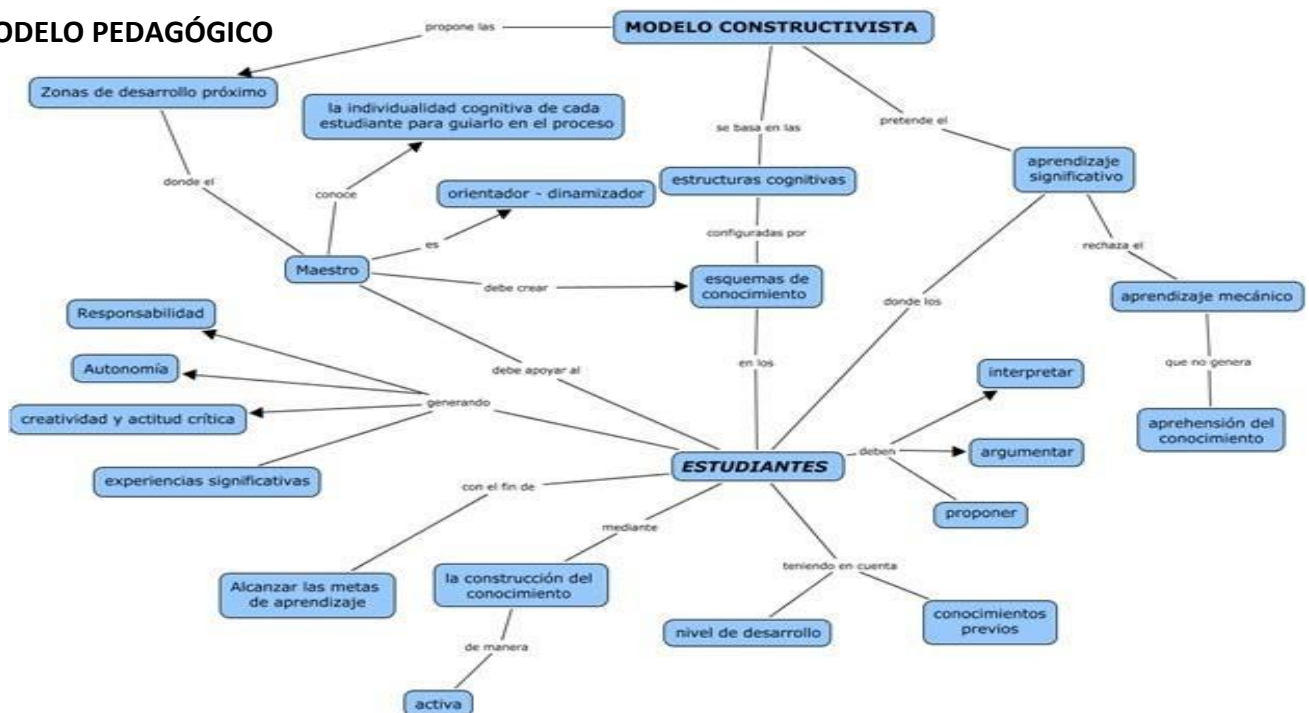 ODELO PEDAGÓGICO
propone las
MODELO CONSTRUCTIVISTA
Zonas de desarrollo próximo
la individualidad cognitiva de cada
estudiante para guiarlo en el proceso
se basa en las
pretende el
donde el
conoce
orientador - dinamizador
estructuras cognitivas
aprendizaje
significativo
es
configuradas por
rechaza el
Maestro
debe crear
esquemas de
conocimiento
donde los
aprendizaje mecánico
Responsabilidad
Autonomía
debe apoyar al
en los
que no genera
interpretar
creatividad y actitud crítica
generando
aprehensión del
conocimiento
experiencias significativas
con el fin de
ESTUDIANTES
deben
argumentar
proponer
mediante
Alcanzar las metas
de aprendizaje
la construcción del
conocimiento
teniendo en cuenta
nivel de desarrollo
conocimientos
previos
de manera
activa